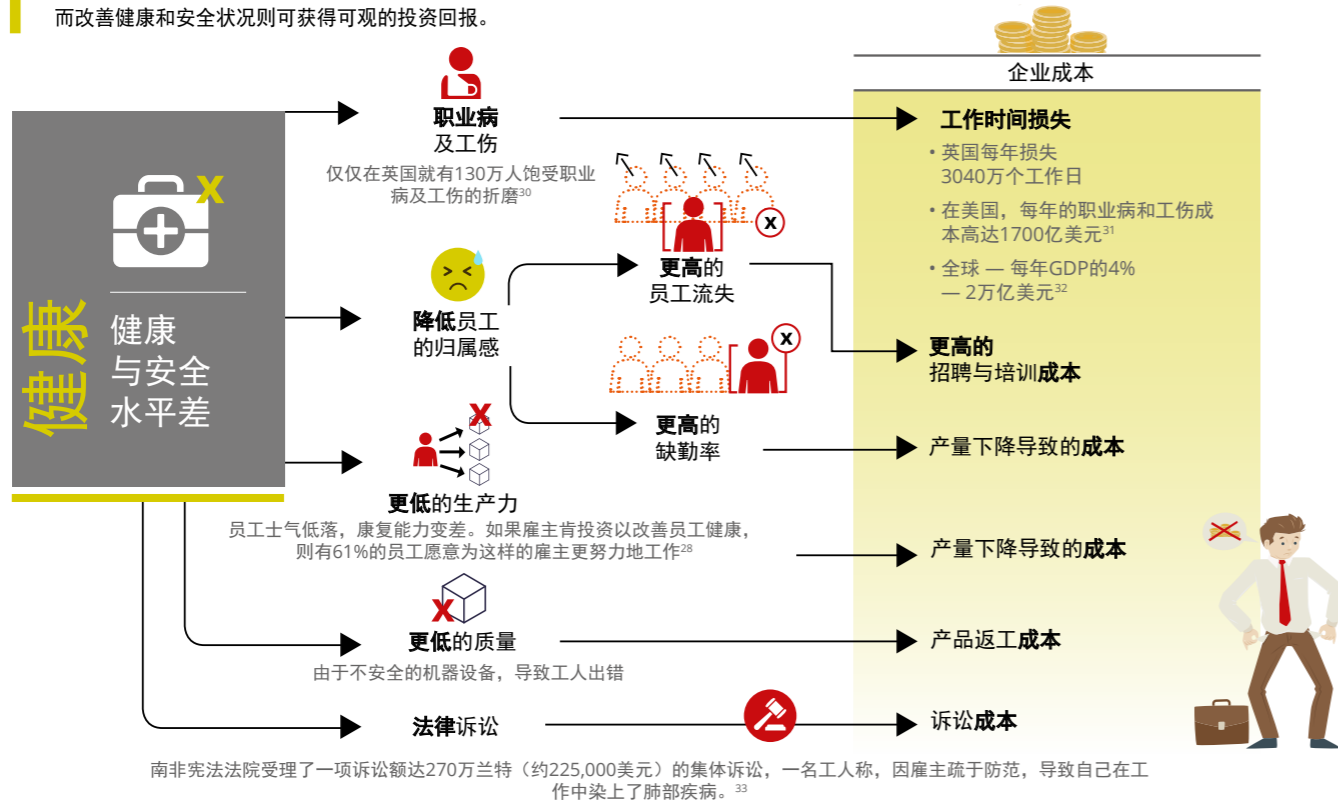 而改善健康和安全状况则可获得可观的投资回报。
健康
健康
与安全
水平差
X
职业病
及工伤
仅仅在英国就有130万人饱受职业
病及工伤的折磨30
降低员工
的归属感
X
更高的
员工流失
X
更高的
缺勤率
X
更低的生产力
员工士气低落，康复能力变差。如果雇主肯投资以改善员工健康，
则有61%的员工愿意为这样的雇主更努力地工作28
X
更低的质量
由于不安全的机器设备，导致工人出错
法律诉讼
企业成本
工作时间损失
• 英国每年损失
3040万个工作日
• 在美国，每年的职业病和工伤成
本高达1700亿美元31
• 全球 — 每年GDP的4%
— 2万亿美元32
更高的
招聘与培训成本
产量下降导致的成本
产量下降导致的成本
产品返工成本
诉讼成本
南非宪法法院受理了一项诉讼额达270万兰特（约225,000美元）的集体诉讼，一名工人称，因雇主疏于防范，导致自己在工
作中染上了肺部疾病。33